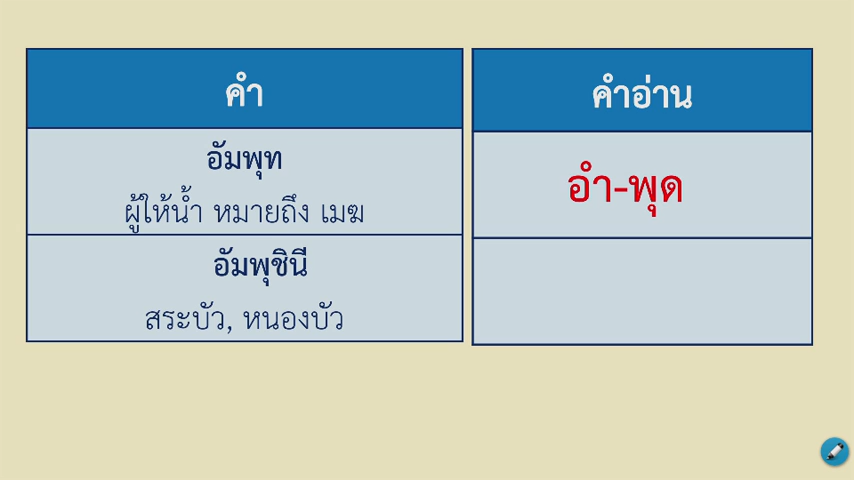 คำ
คำอ่าน
อัมพุท
ผู้ให้น้ำ หมายถึง เมฆ
อำ-พุด
อัมพุชินี
สระบัว, หนองบัว